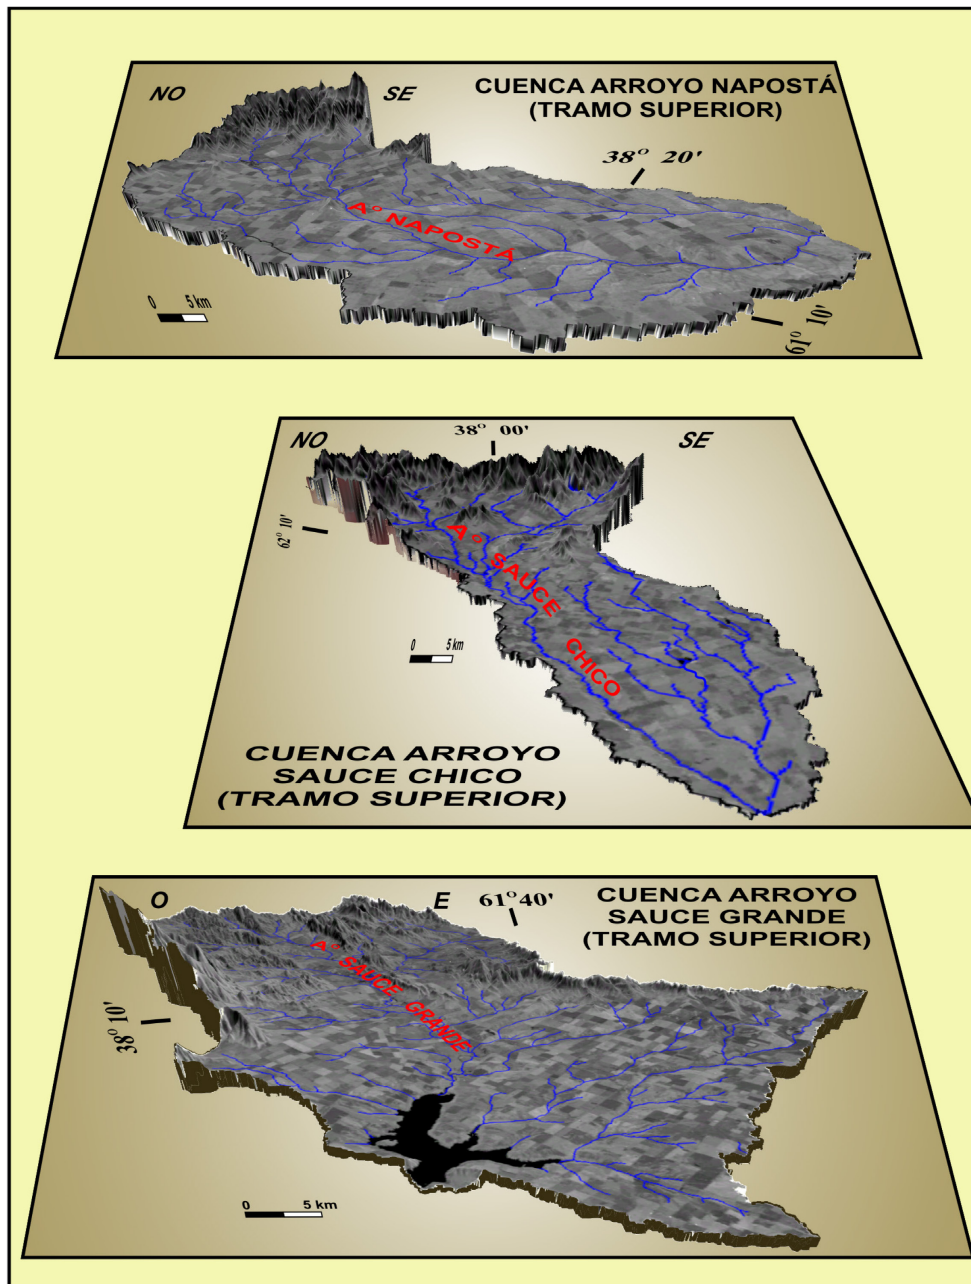 NO
SE
CUENCA ARROYO NAPOSTÁ
(TRAMO SUPERIOR)
38° 20'
A° NAPOSTÁ
0 5 km
61° 10'
NO
38° 00'
SE
62° 10'
A° SAUCE CHICO
0 5 km
CUENCA ARROYO
SAUCE CHICO
(TRAMO SUPERIOR)
O
E
61°40'
CUENCA ARROYO
SAUCE GRANDE
(TRAMO SUPERIOR)
A° SAUCE GRANDE
38° 10'
0 5 km